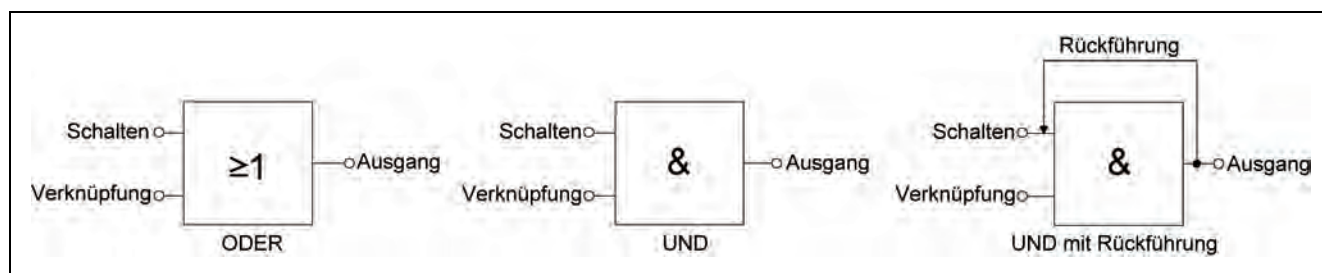 Schalten
Verknüpfung
≥1
Ausgang
ODER
Schalten
Verknüpfung
&
Ausgang
UND
Rückführung
Schalten
Verknüpfung
&
Ausgang
UND mit Rückführung